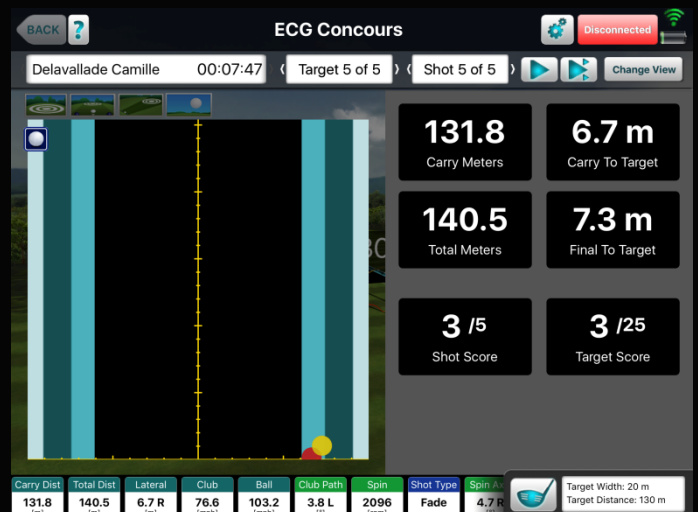 BACK ? ECG Concours Disconnected
Delavallade Camille 00:07:47 Target 5 of 5 Shot 5 of 5 Change View
131.8
Carry Meters
6.7 m
Carry To Target
140.5
Total Meters
7.3 m
Final To Target
3 /5
Shot Score
3 /25
Target Score
Carry Dist Total Dist Lateral Club Ball Club Path Spin Shot Type Spin Ax
131.8 140.5 6.7 R 76.6 103.2 3.8 L 2096 Fade 4.7 R
Target Width: 20 m
Target Distance: 130 m